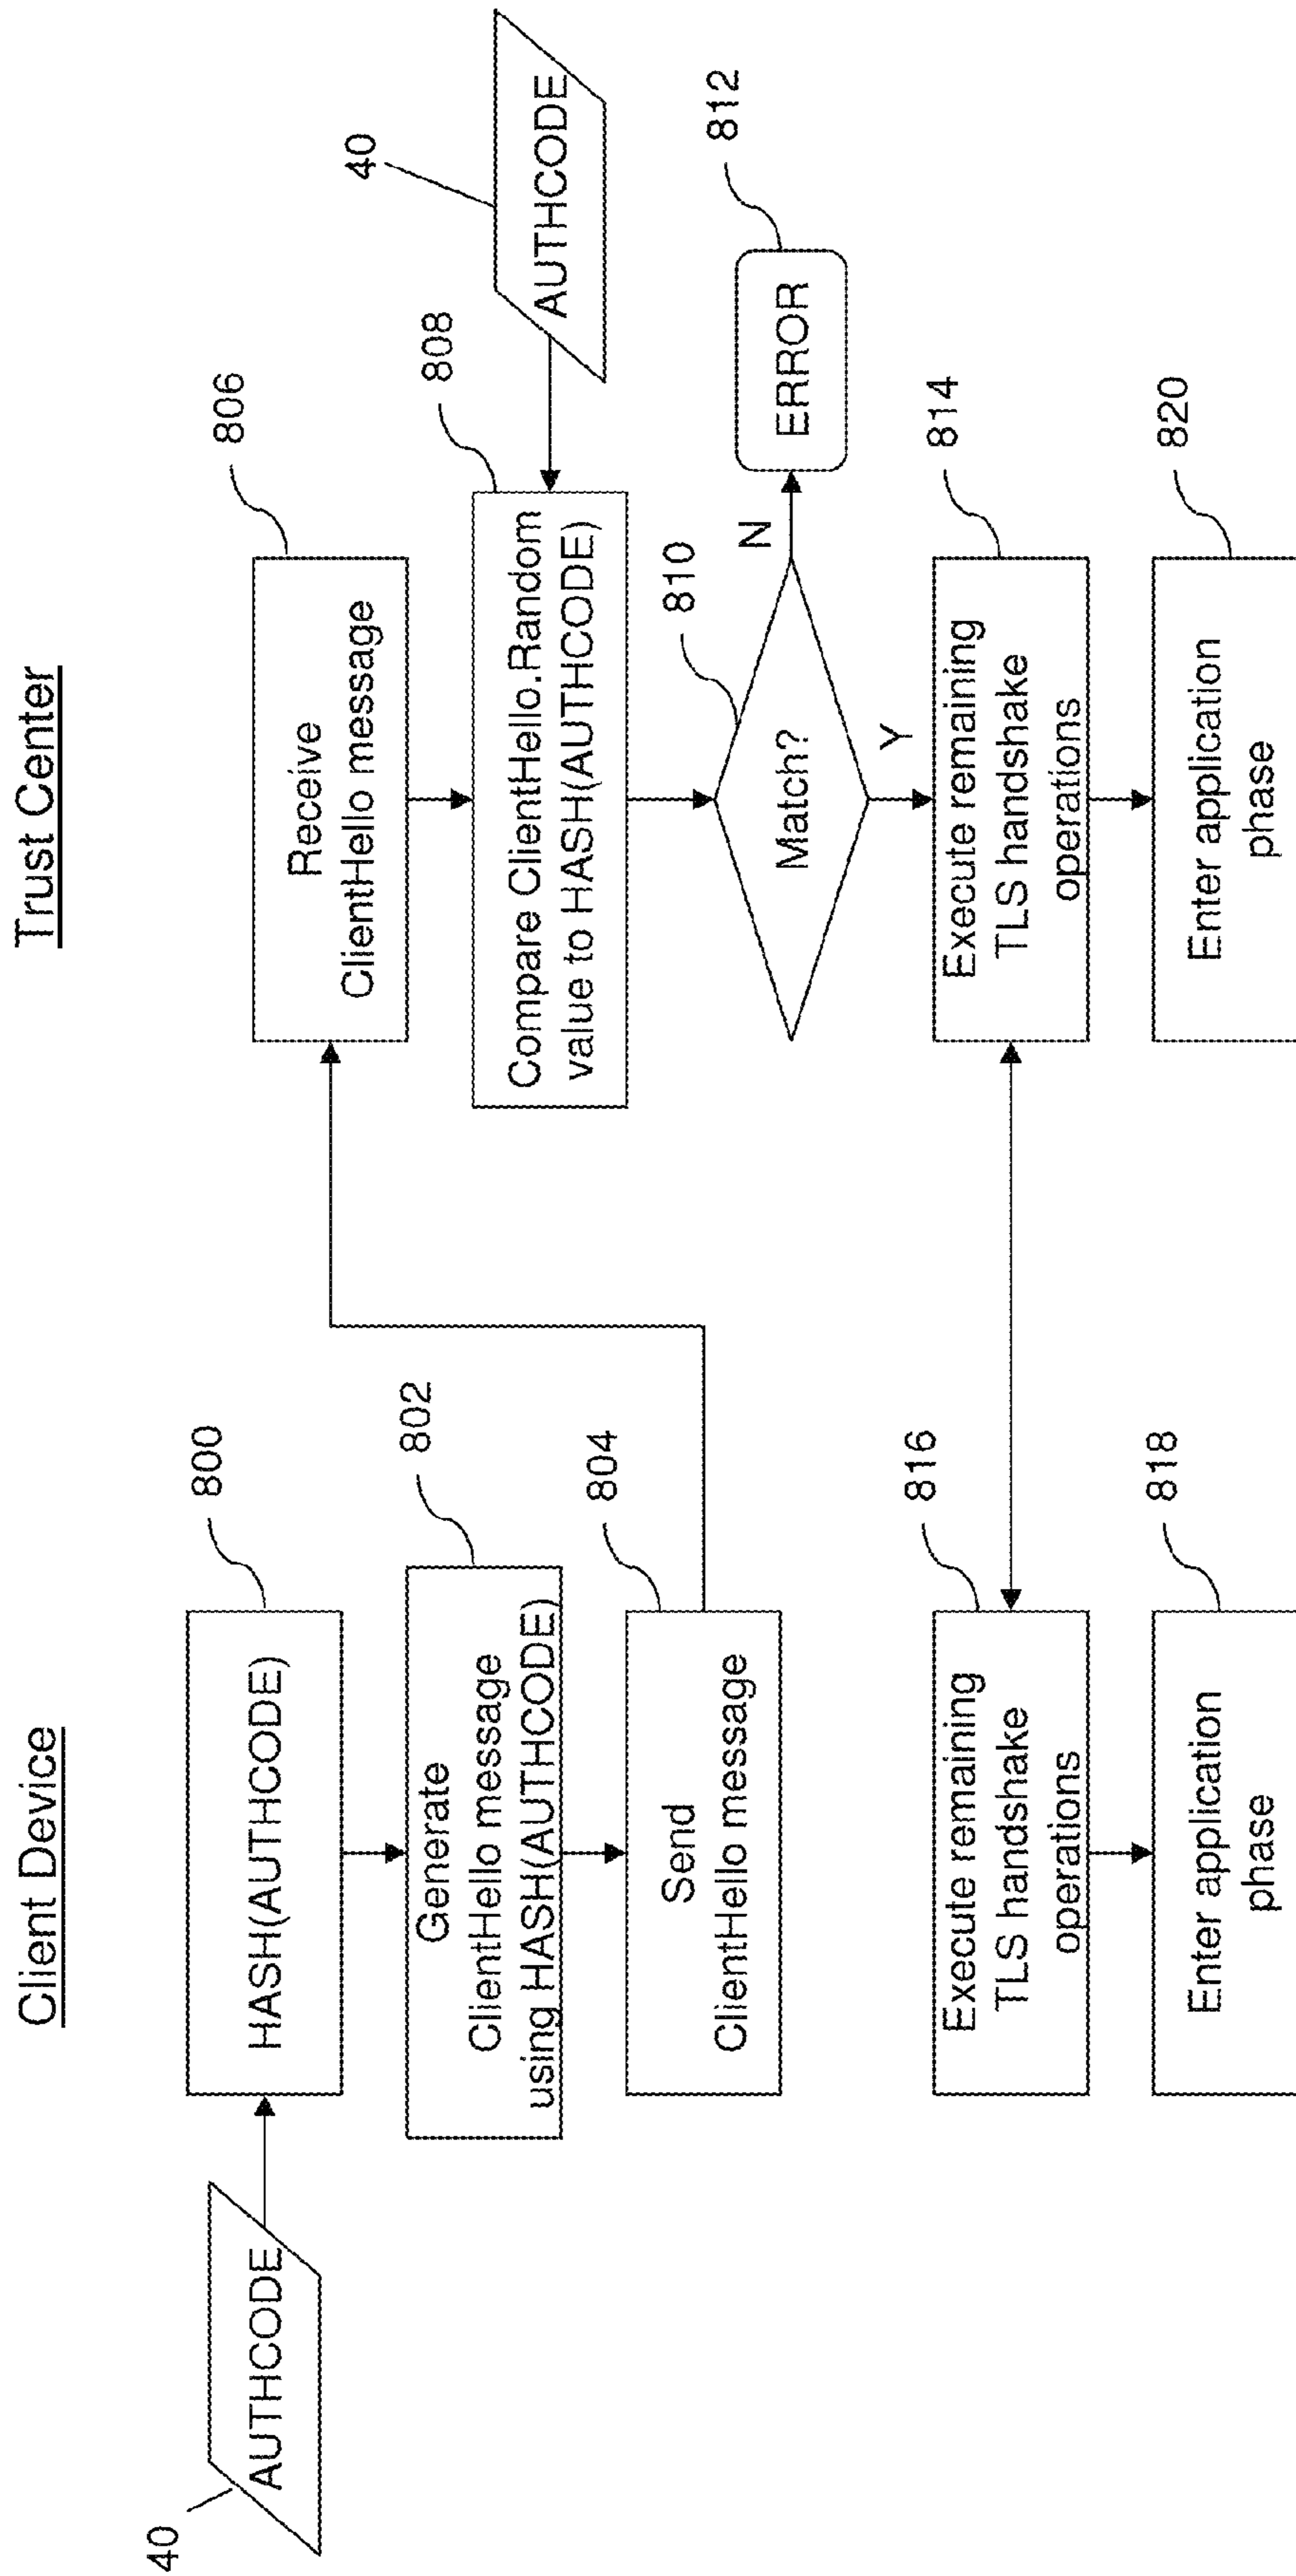 Client Device
40
AUTHCODE
800
HASH(AUTHCODE)
802
Generate
ClientHello message
using HASH(AUTHCODE)
804
Send
ClientHello message
816
Execute remaining
TLS handshake
operations
818
Enter application
phase
Trust Center
806
Receive
ClientHello message
40
AUTHCODE
808
Compare ClientHello.Random
value to HASH(AUTHCODE)
810
Match?
N
812
ERROR
Y
814
Execute remaining
TLS handshake
operations
820
Enter application
phase